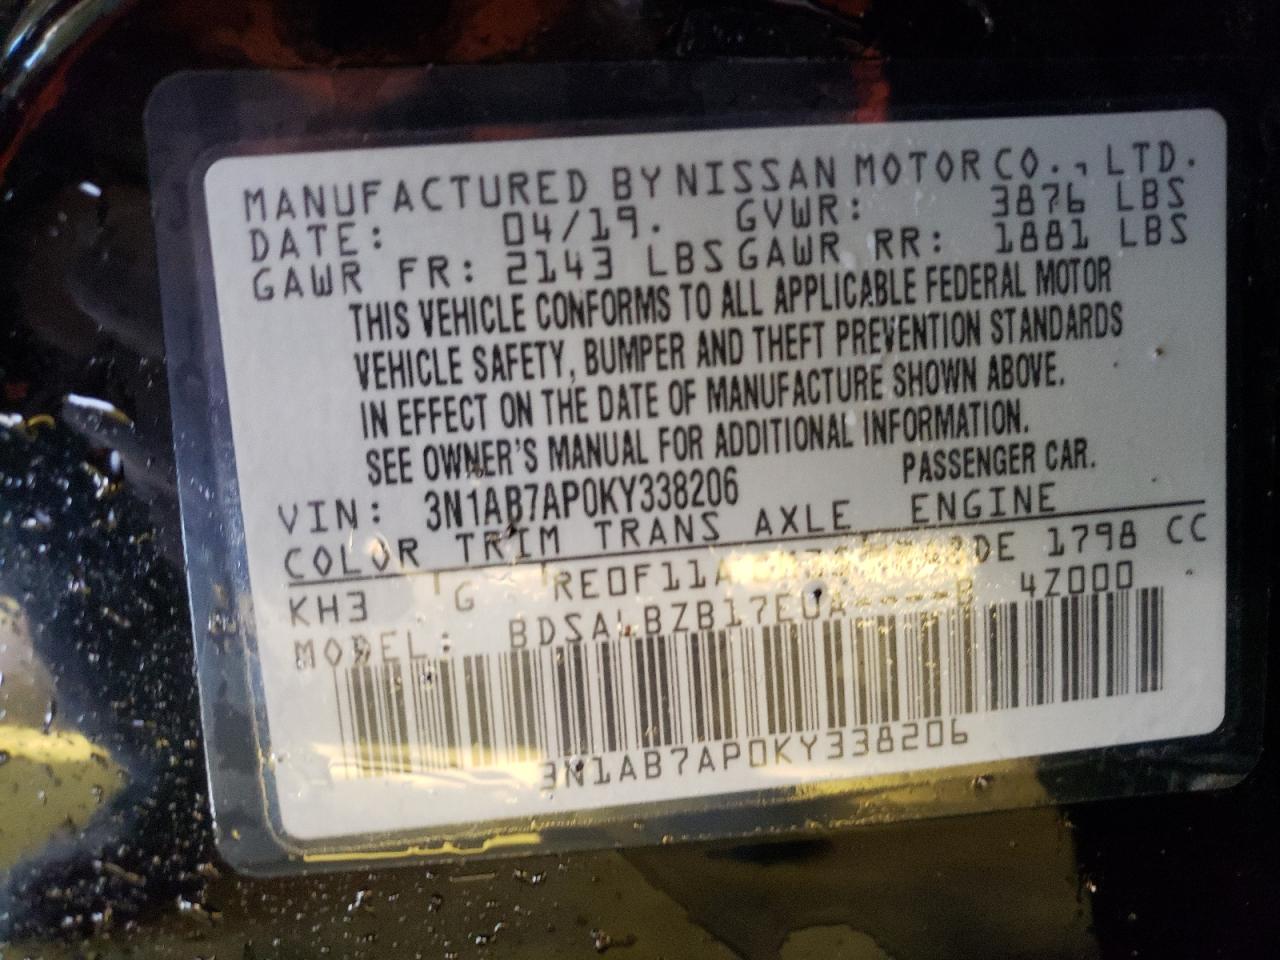 MANUFACTURED BY NISSAN MOTOR CO., LTD.
DATE: 04/19. GVWR: 3876 LBS
GAWR FR: 2143 LBS GAWR RR: 1881 LBS
THIS VEHICLE CONFORMS TO ALL APPLICABLE FEDERAL MOTOR
VEHICLE SAFETY, BUMPER AND THEFT PREVENTION STANDARDS
IN EFFECT ON THE DATE OF MANUFACTURE SHOWN ABOVE.
SEE OWNER'S MANUAL FOR ADDITIONAL INFORMATION.
VIN: 3N1AB7AP0KY338206 PASSENGER CAR.
COLOR TRIM TRANS AXLE ENGINE
KH3 G RE0F11A 1798 CC
MODEL: 4Z000
3N1AB7AP0KY338206